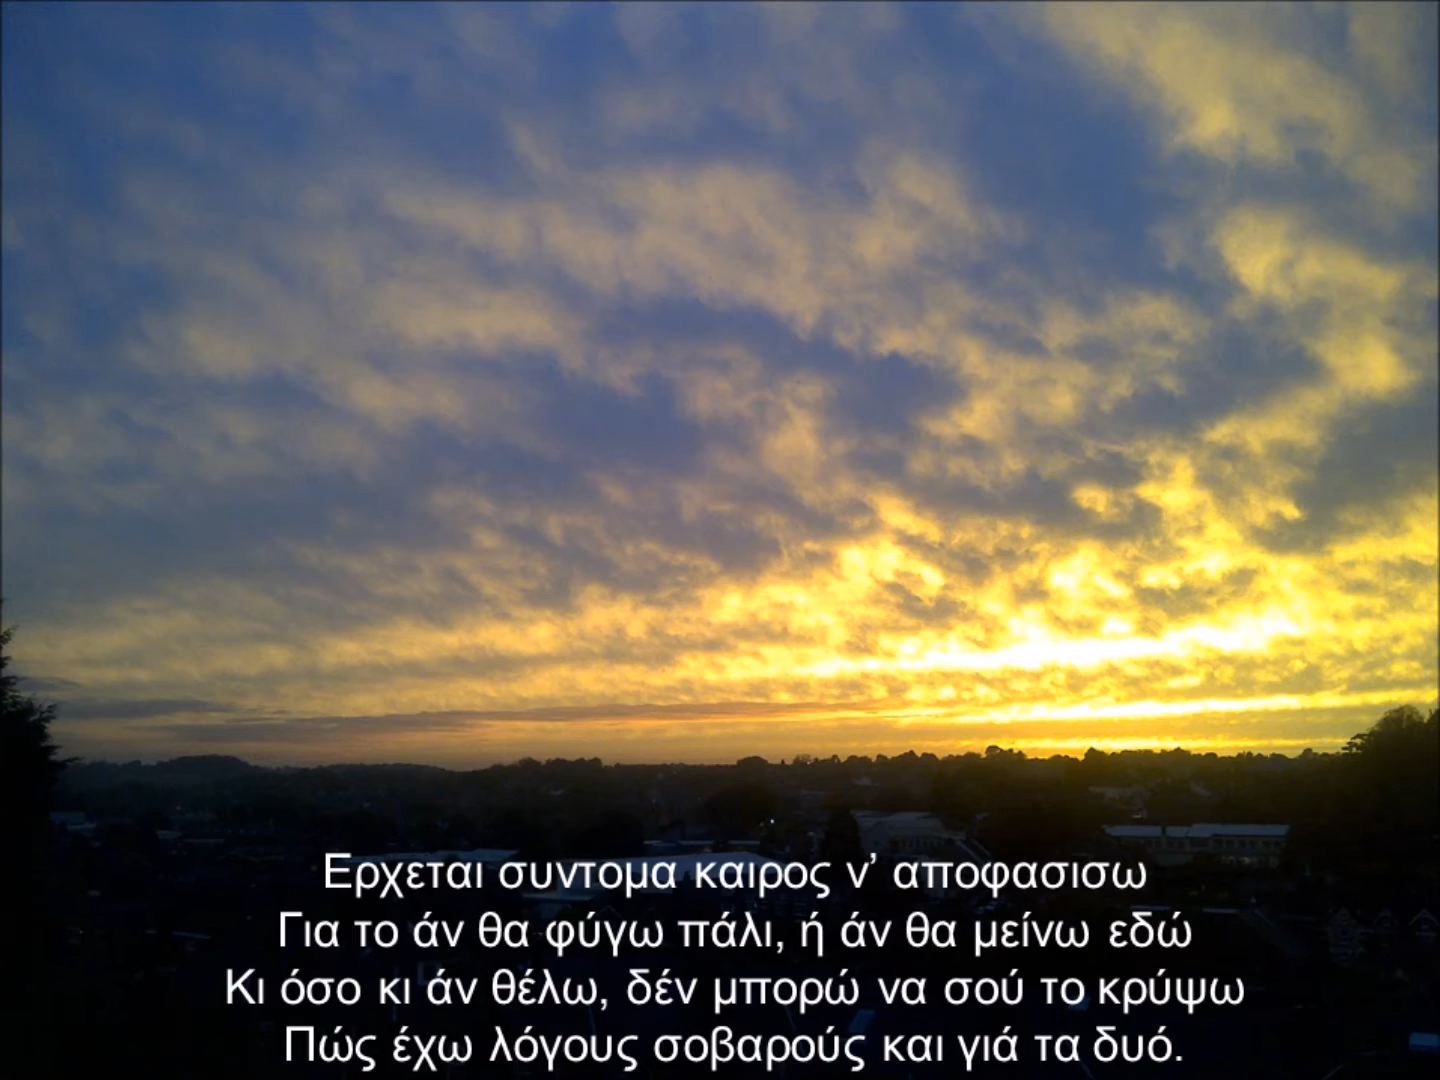 Ερχεται συντομα καιρος ν’ αποφασισω
Για το άν θα φύγω πάλι, ή άν θα μείνω εδώ
Κι όσο κι άν θέλω, δέν μπορώ να σού το κρύψω
Πώς έχω λόγους σοβαρούς και γιά τα δυό.